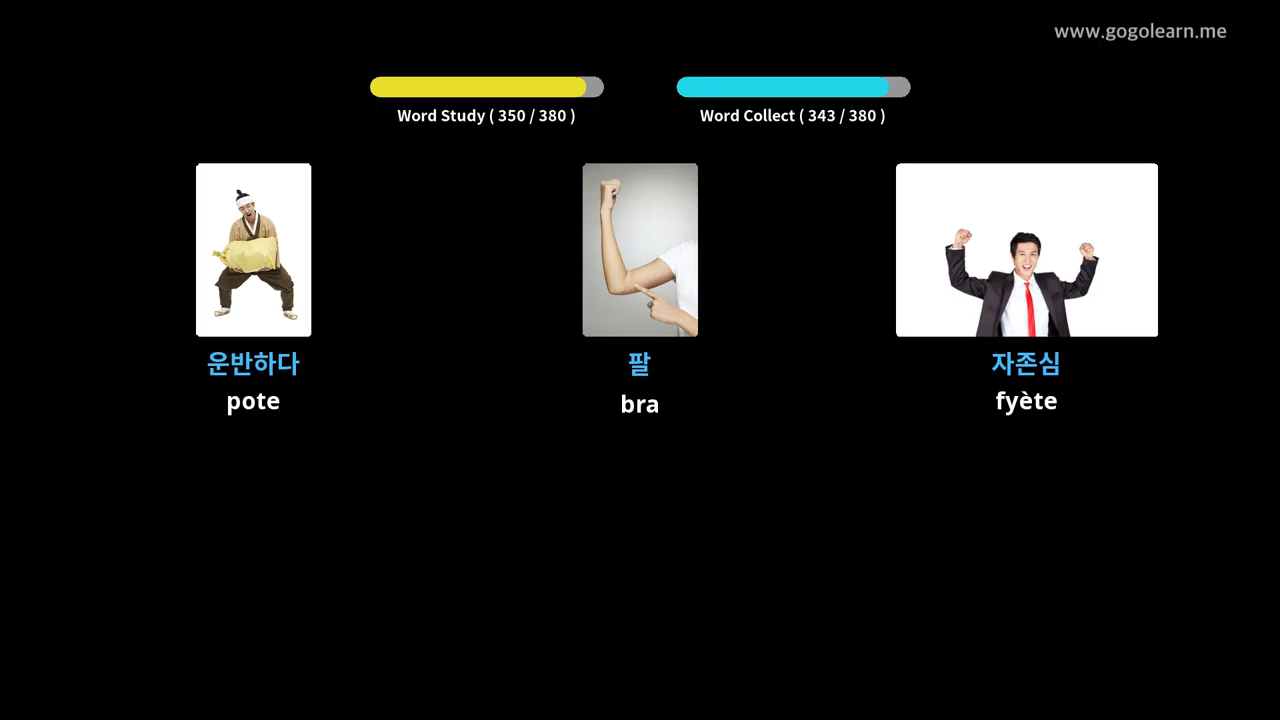 www.gogolearn.me
Word Study ( 350 / 380 )
Word Collect ( 343 / 380 )
운반하다
pote
팔
bra
자존심
fyète